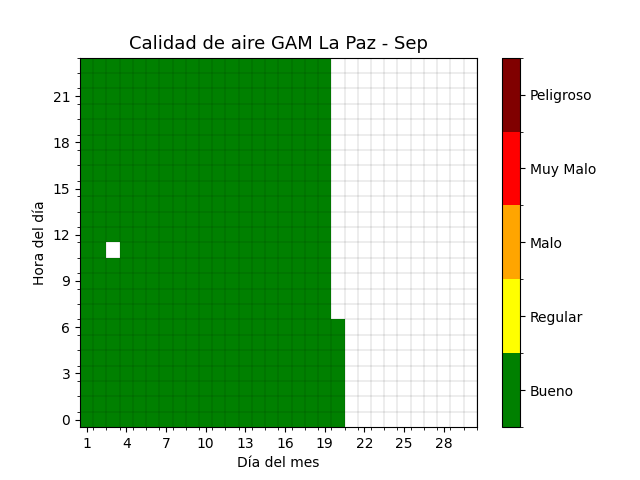 Calidad de aire GAM La Paz - Sep
Hora del día
21
18
15
12
9
6
3
0
1 4 7 10 13 16 19 22 25 28
Día del mes
Peligroso
Muy Malo
Malo
Regular
Bueno